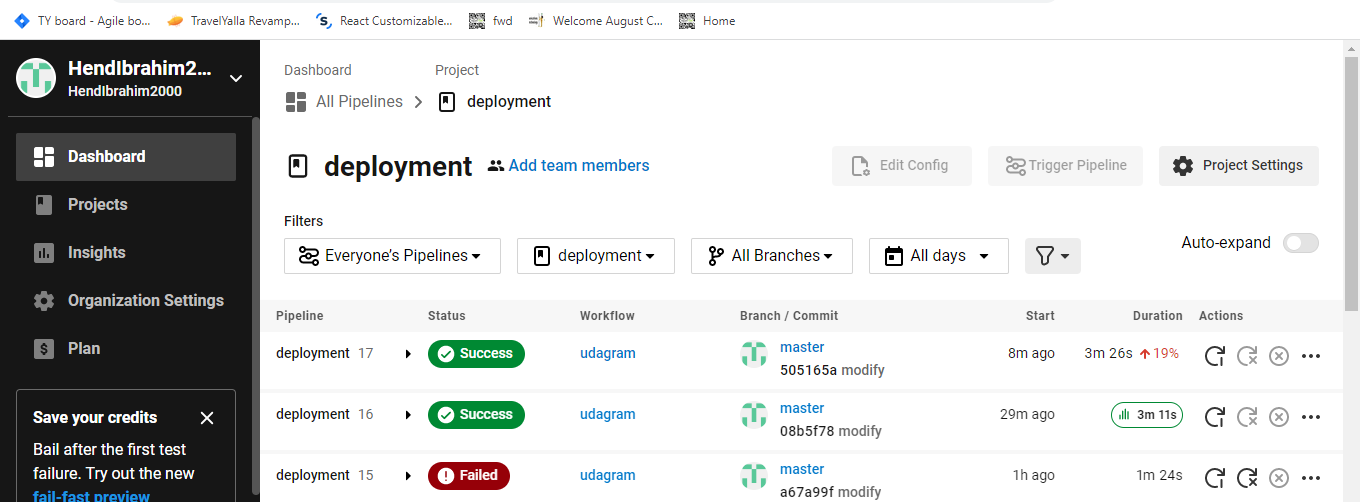 TY board - Agile bo...
TravelYalla Revamp...
React Customizable...
fwd
Welcome August C...
Home
HendIbrahim2...
HendIbrahim2000
Dashboard
Projects
Insights
Organization Settings
Plan
Save your credits
Bail after the first test
failure. Try out the new
fail-fast preview
Dashboard Project
All Pipelines deployment
deployment Add team members Edit Config Trigger Pipeline Project Settings
Filters
Everyone's Pipelines deployment All Branches All days Auto-expand
Pipeline Status Workflow Branch / Commit Start Duration Actions
deployment 17 Success udagram master 8m ago 3m 26s 19%
505165a modify
deployment 16 Success udagram master 29m ago 3m 11s
08b5f78 modify
deployment 15 Failed udagram master 1h ago 1m 24s
a67a99f modify